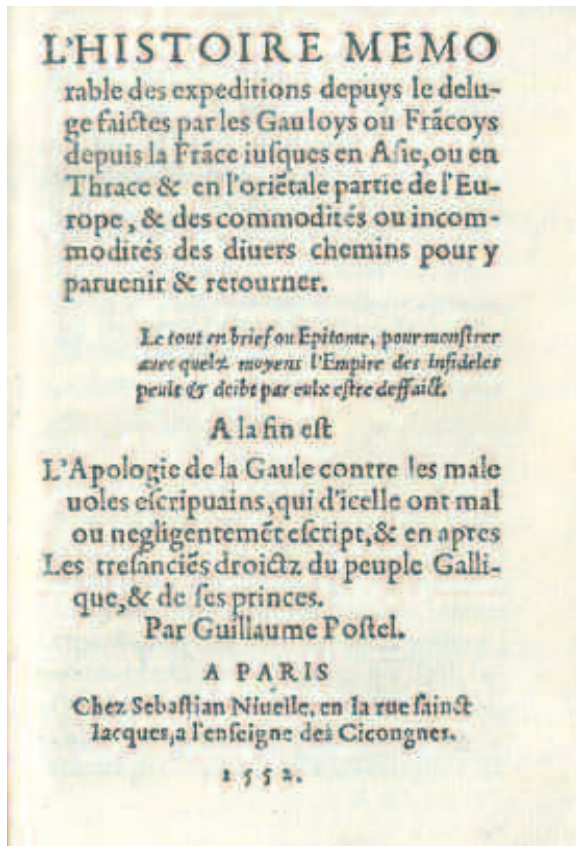 L'HISTOIRE MEMO
rable des expeditions depuys le delu-
ge faictes par les Gauloys ou Frãcoys
depuis la Frãce iuſques en Aſie, ou en
Thrace & en l'oriẽtale partie de l'Eu-
rope, & des commodités ou incom-
modités des diuers chemins pour y
paruenir & retourner.
Le tout en brief ou Epitome, pour monſtrer
auec quelz moyens l'Empire des Infideles
peult & doibt par eulx eſtre deffaict.
A la fin eſt
L'Apologie de la Gaule contre les male
uoles eſcripuains, qui d'icelle ont mal
ou negligentemẽt eſcript, & en apres
Les treſanciẽs droictz du peuple Galli-
que, & de ſes princes.
Par Guillaume Poſtel.
A PARIS
Chez Sebaſtian Niuelle, en la rue ſainct
Iacques, a l'enſeigne des Cicongnes.
1552.